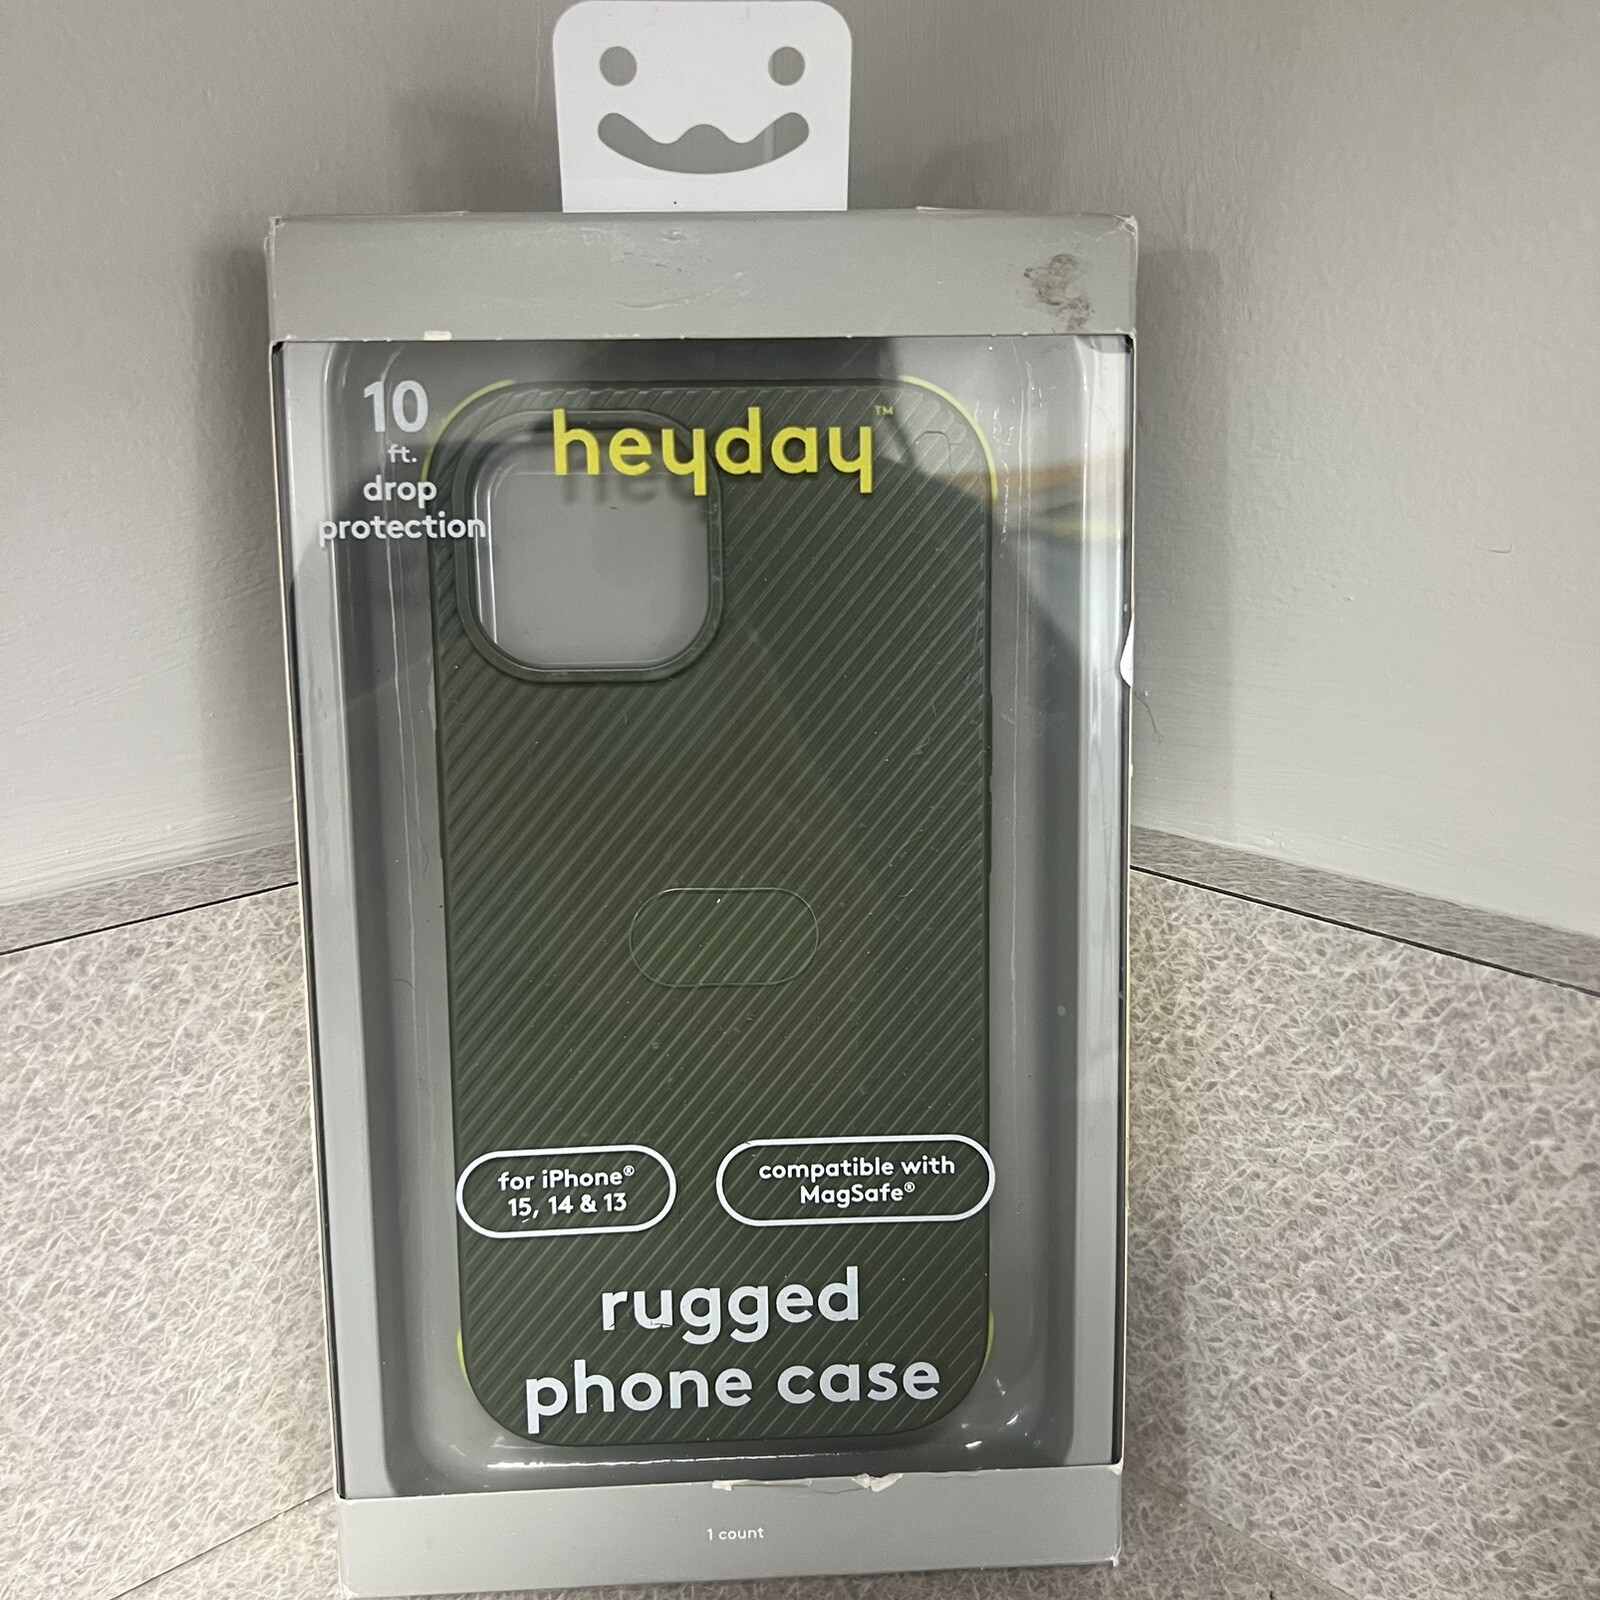 10
ft.
drop
protection
heyday™
for iPhone®
15, 14 & 13
compatible with
MagSafe®
rugged
phone case
1 count